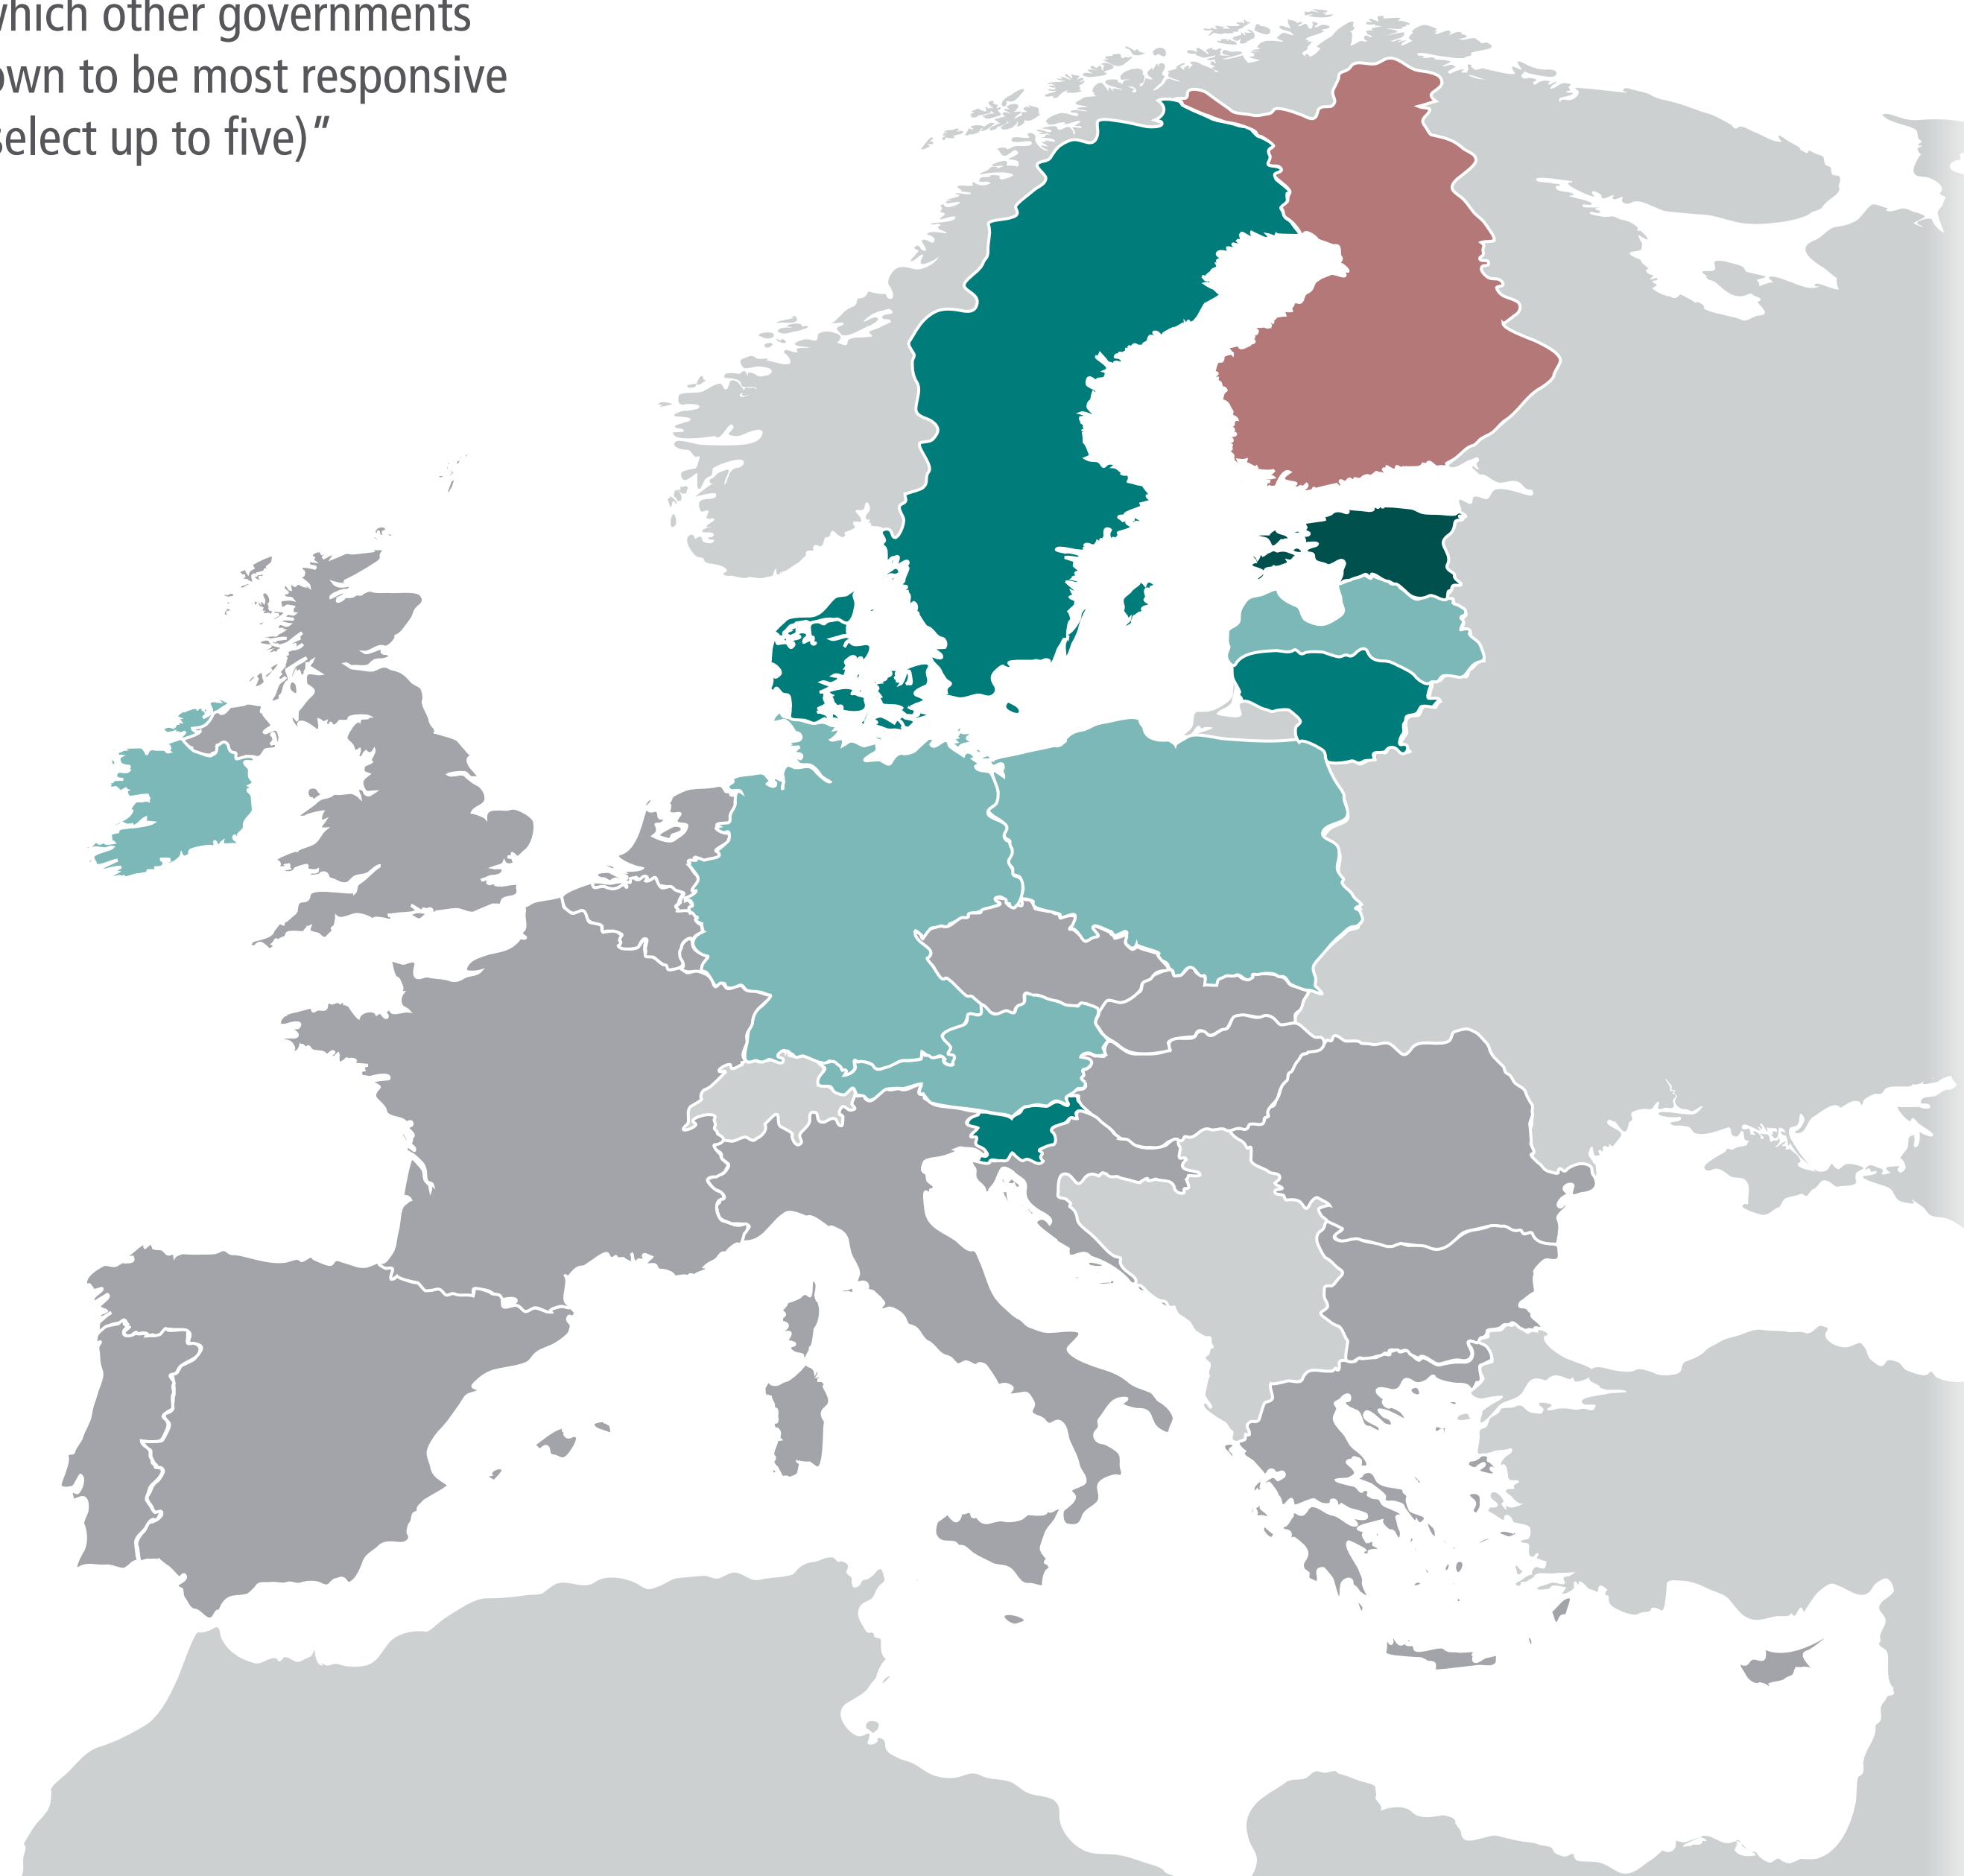 which other governments
own to be most responsive
select up to five)”